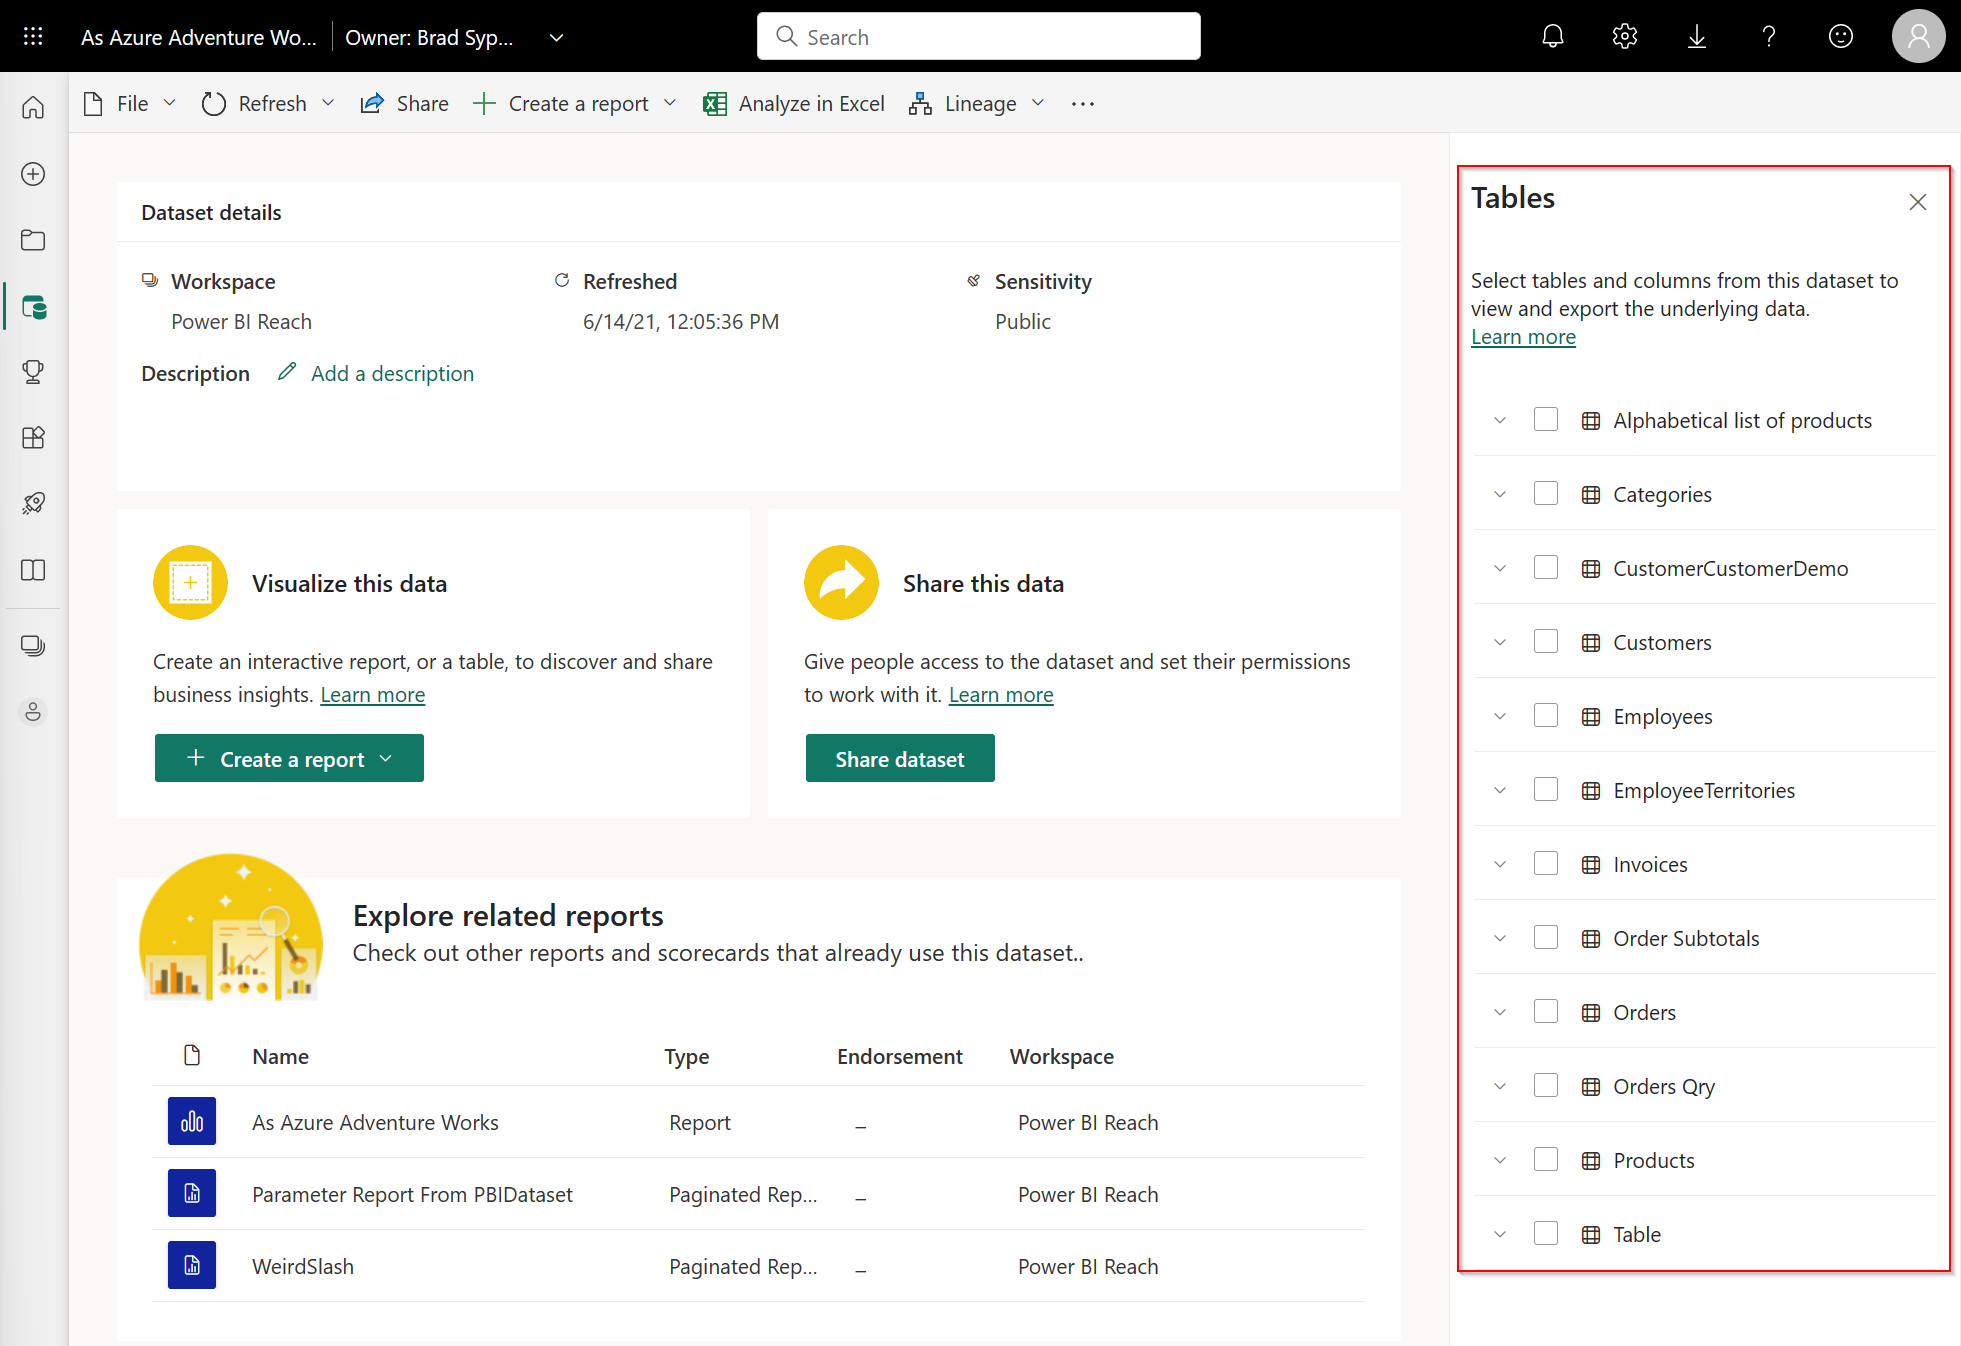 As Azure Adventure Wo... Owner: Brad Syp... Search
File Refresh Share Create a report Analyze in Excel Lineage
Dataset details
Workspace Refreshed Sensitivity
Power BI Reach 6/14/21, 12:05:36 PM Public
Description Add a description
Visualize this data
Create an interactive report, or a table, to discover and share
business insights. Learn more
Create a report
Share this data
Give people access to the dataset and set their permissions
to work with it. Learn more
Share dataset
Explore related reports
Check out other reports and scorecards that already use this dataset..
Name Type Endorsement Workspace
As Azure Adventure Works Report – Power BI Reach
Parameter Report From PBIDataset Paginated Rep... – Power BI Reach
WeirdSlash Paginated Rep... – Power BI Reach
Tables
Select tables and columns from this dataset to
view and export the underlying data.
Learn more
Alphabetical list of products
Categories
CustomerCustomerDemo
Customers
Employees
EmployeeTerritories
Invoices
Order Subtotals
Orders
Orders Qry
Products
Table